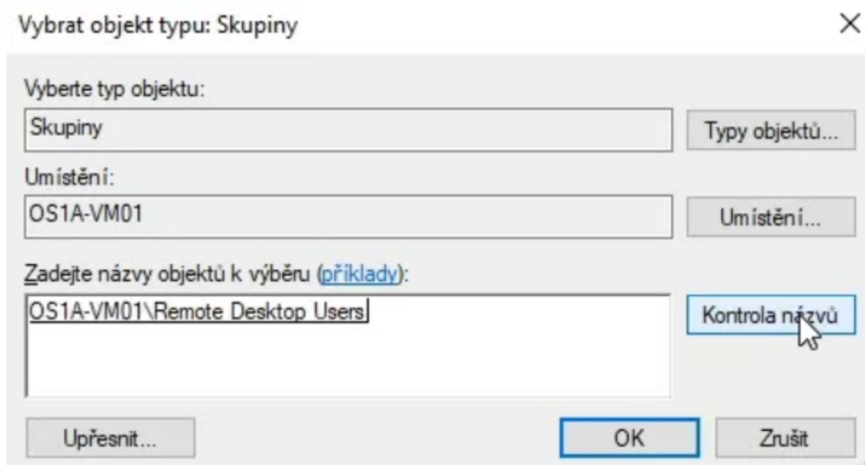 Vybrat objekt typu: Skupiny
Vyberte typ objektu:
Skupiny
Typy objektů...
Umístění:
OS1A-VM01
Umístění...
Zadejte názvy objektů k výběru (příklady):
OS1A-VM01\Remote Desktop Users
Kontrola názvů
Upřesnit...
OK
Zrušit